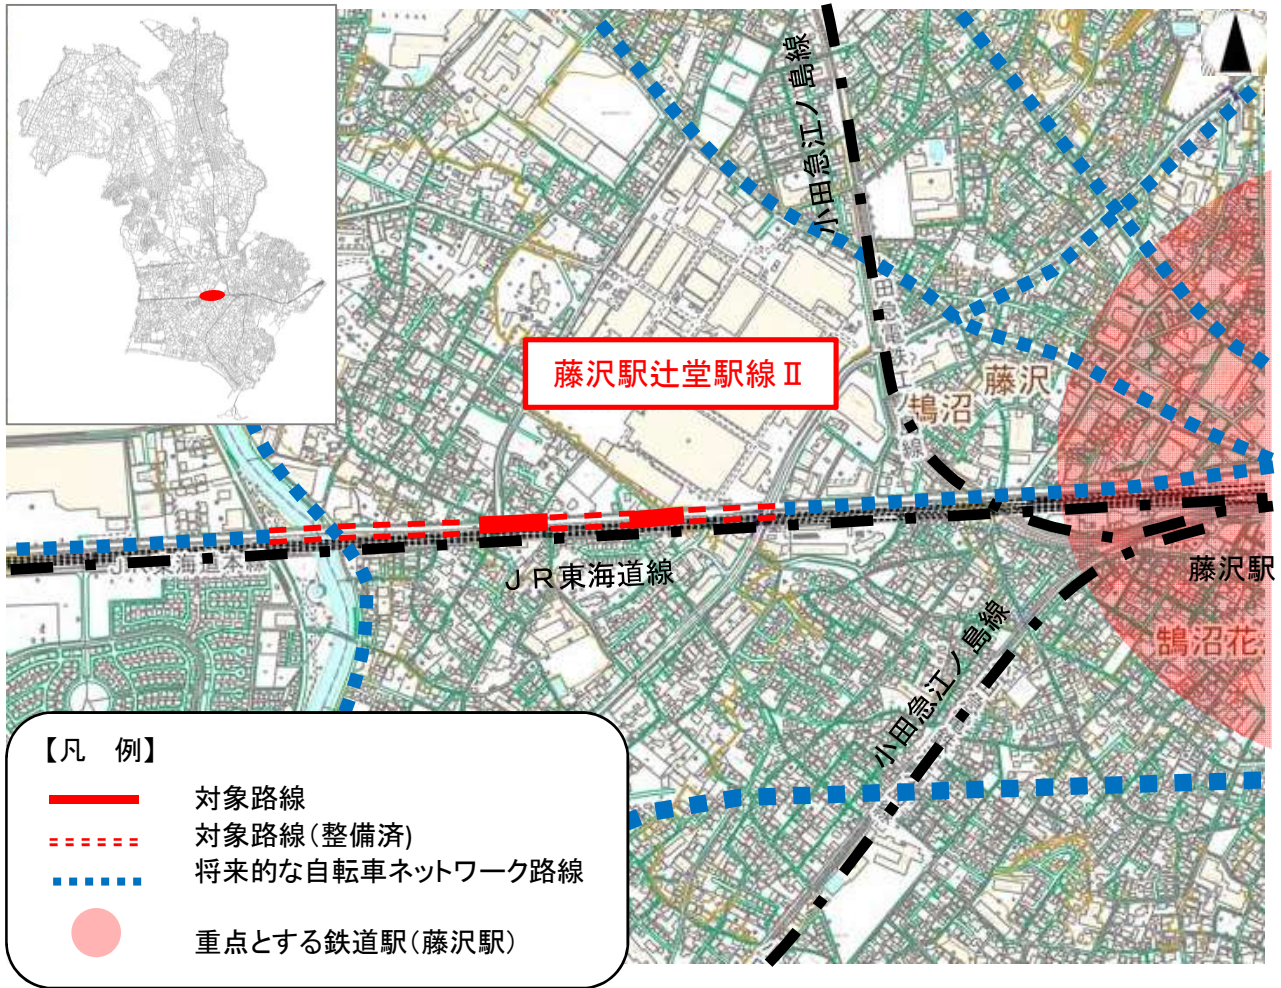 小田急江ノ島線
藤沢駅辻堂駅線Ⅱ
藤沢
鵠沼
JR東海道線
藤沢駅
鵠沼花
小田急江ノ島線
【凡　例】
対象路線
対象路線(整備済)
将来的な自転車ネットワーク路線
重点とする鉄道駅(藤沢駅)